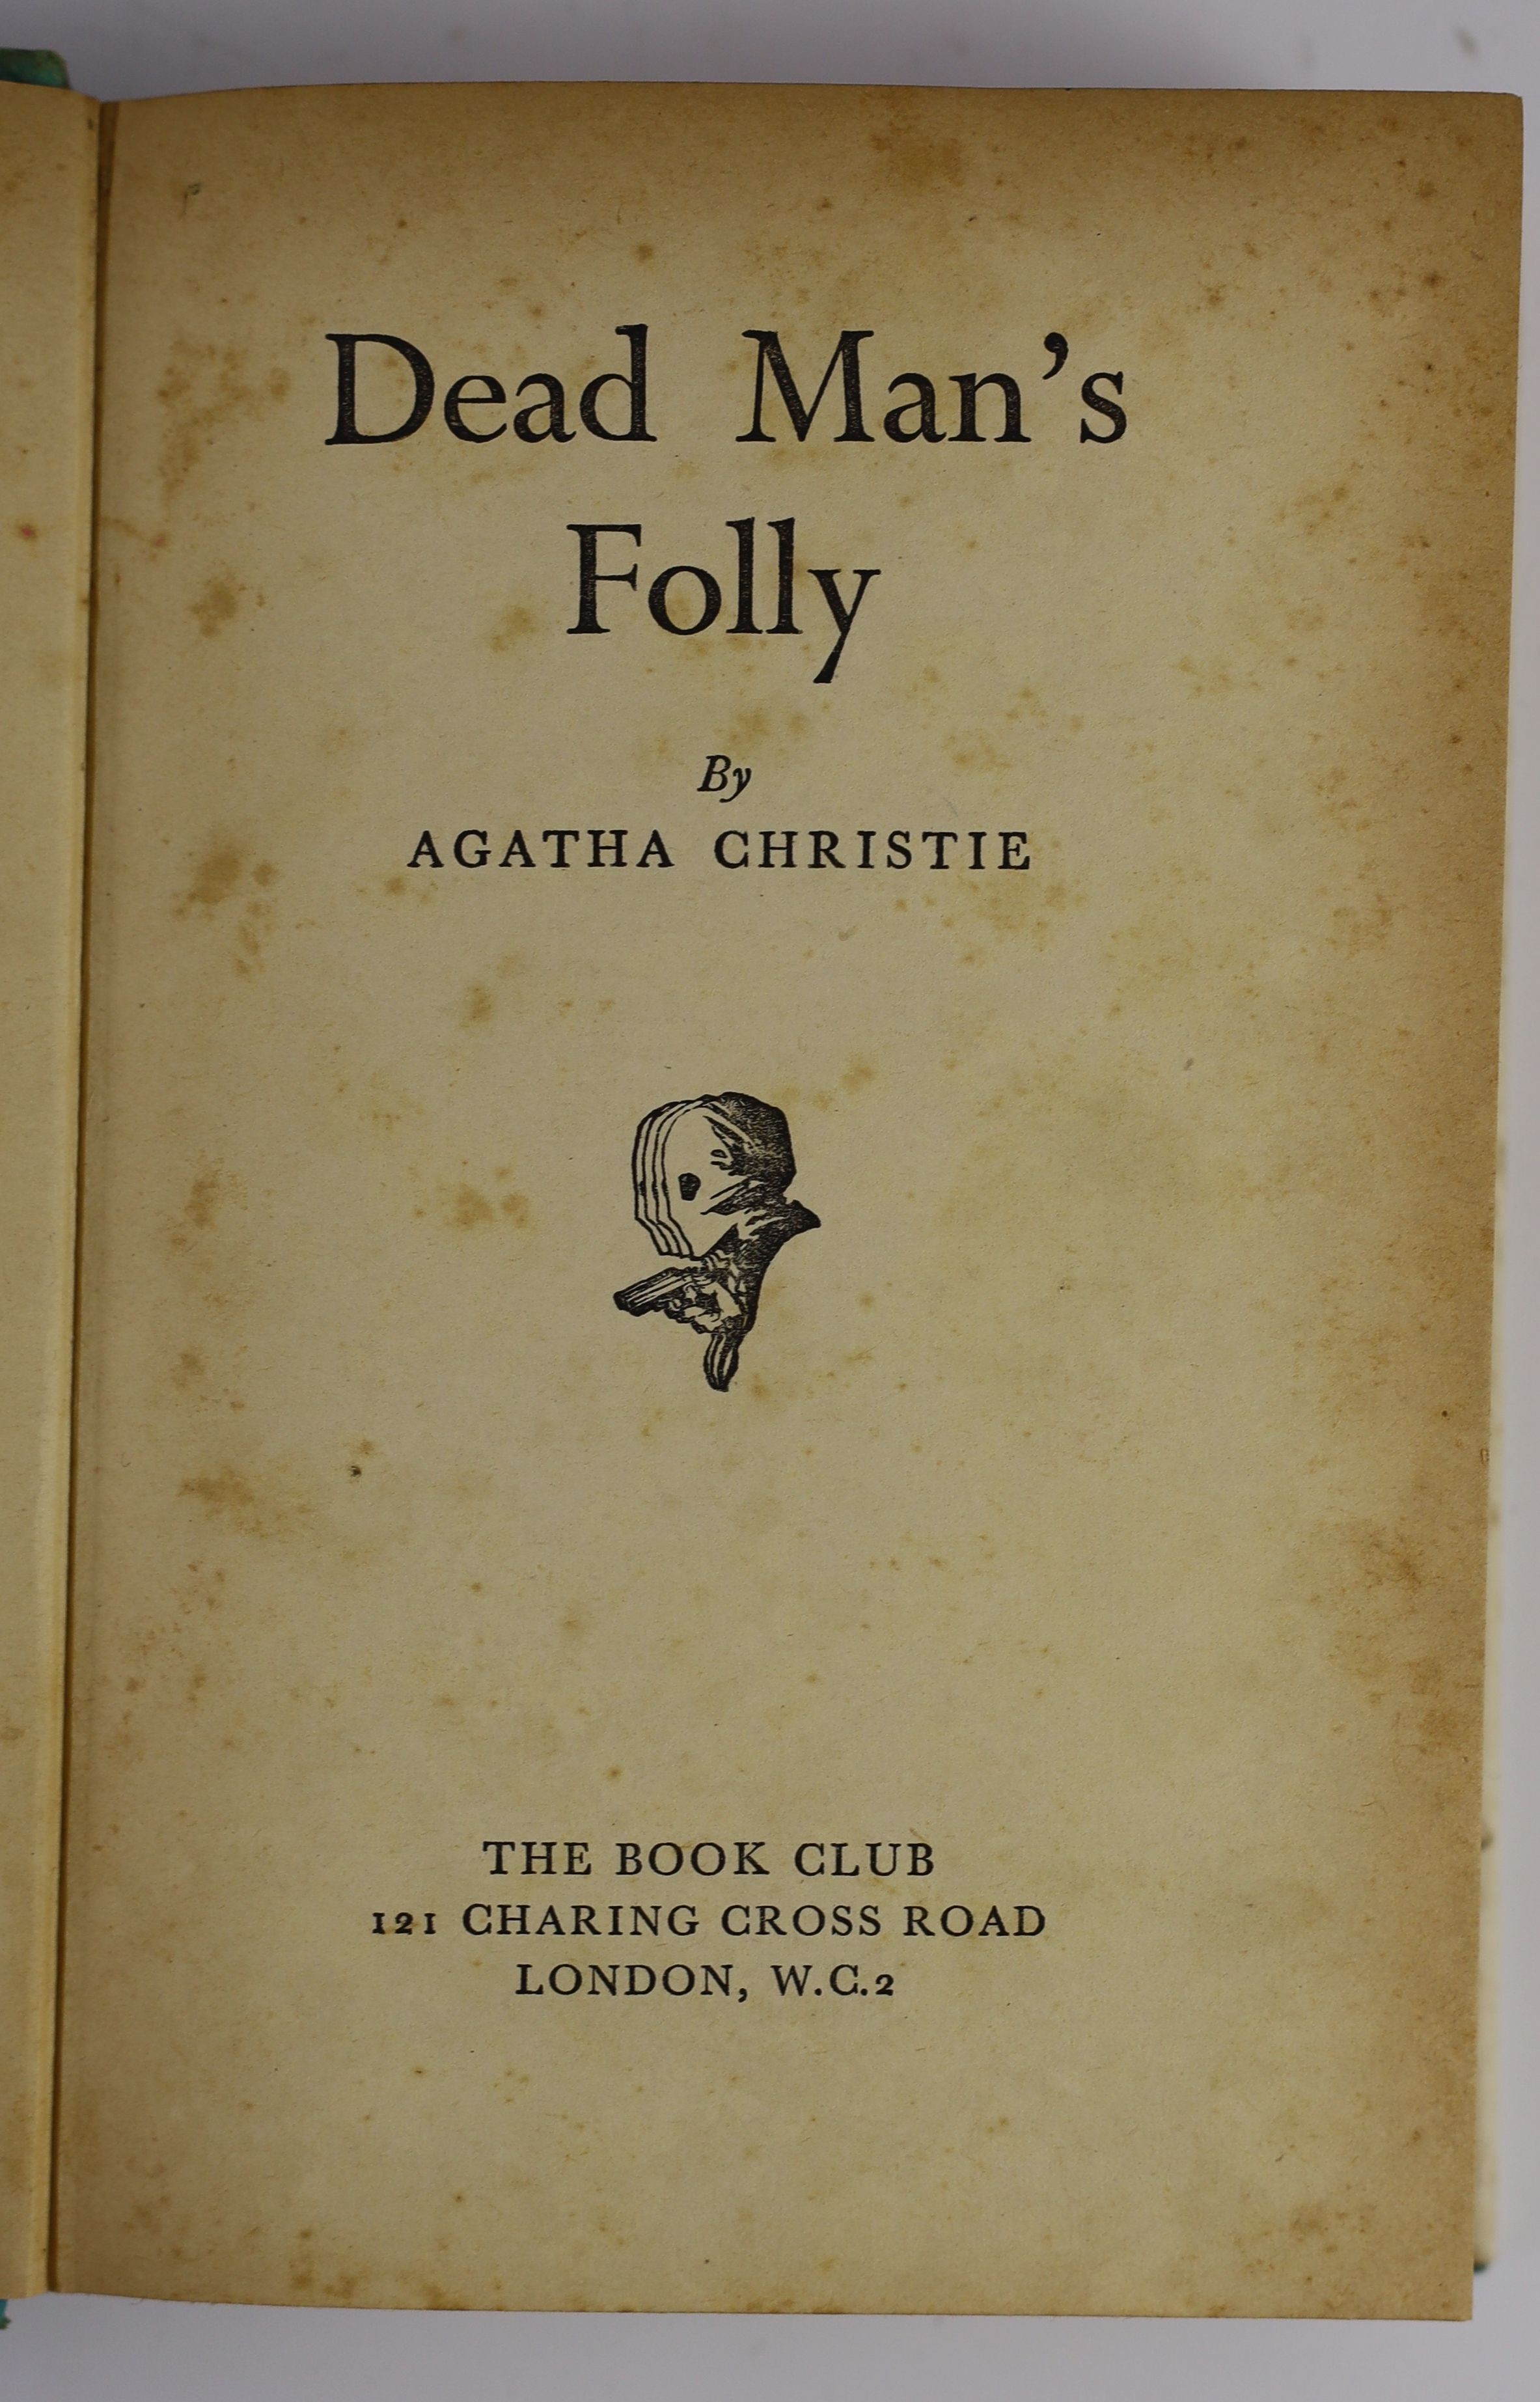 Dead Man's
Folly
By
AGATHA CHRISTIE
THE BOOK CLUB
121 CHARING CROSS ROAD
LONDON, W.C.2